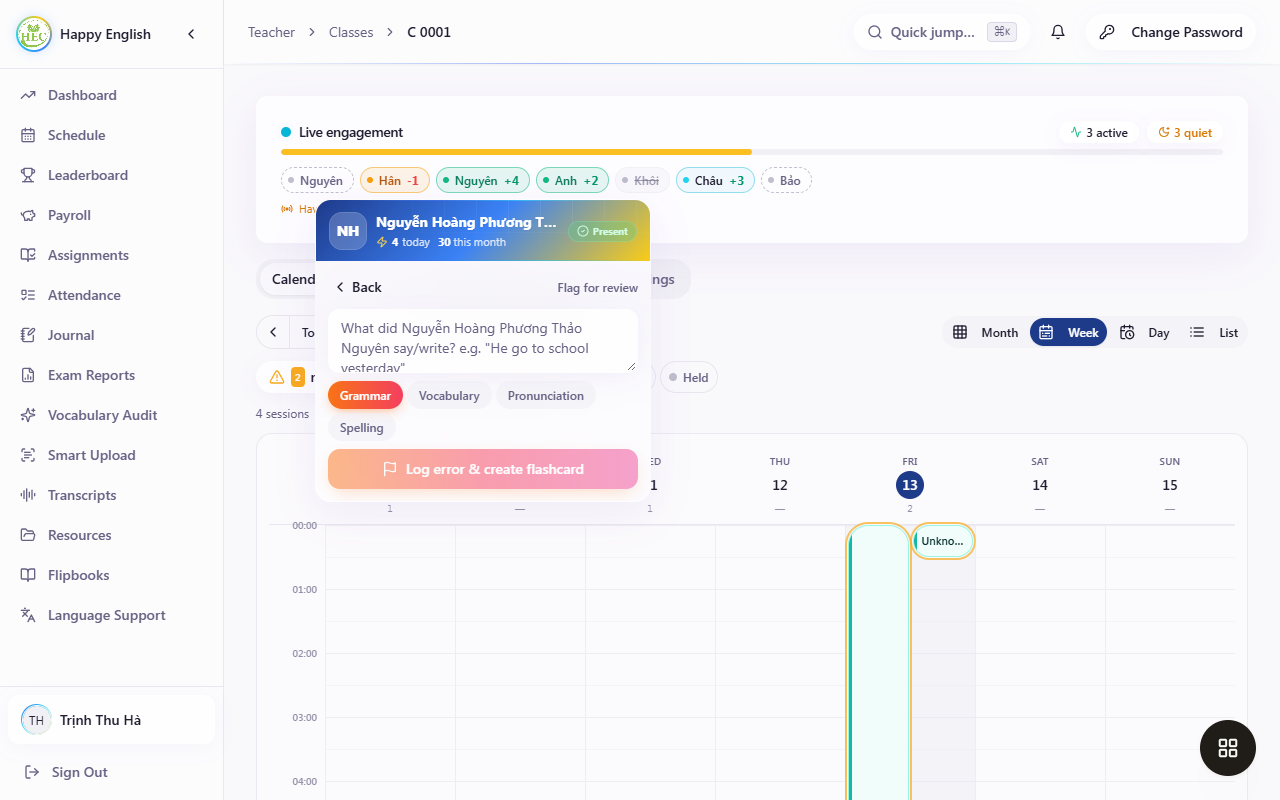 HEC
Happy English
Teacher
Classes
C 0001
Quick jump...
⌘K
Change Password
Dashboard
Schedule
Leaderboard
Payroll
Assignments
Attendance
Journal
Exam Reports
Vocabulary Audit
Smart Upload
Transcripts
Resources
Flipbooks
Language Support
TH
Trịnh Thu Hà
Sign Out
Live engagement
3 active
3 quiet
Nguyên
Hân -1
Nguyên +4
Anh +2
Khôi
Châu +3
Bảo
NH
Nguyễn Hoàng Phương T...
4 today 30 this month
Present
Back
Flag for review
What did Nguyễn Hoàng Phương Thảo
Nguyên say/write? e.g. "He go to school
yesterday"
Grammar
Vocabulary
Pronunciation
Spelling
Log error & create flashcard
Month
Week
Day
List
2
Held
4 sessions
THU
FRI
SAT
SUN
12
13
14
15
1
—
1
—
2
—
—
00:00
Unkno...
01:00
02:00
03:00
04:00